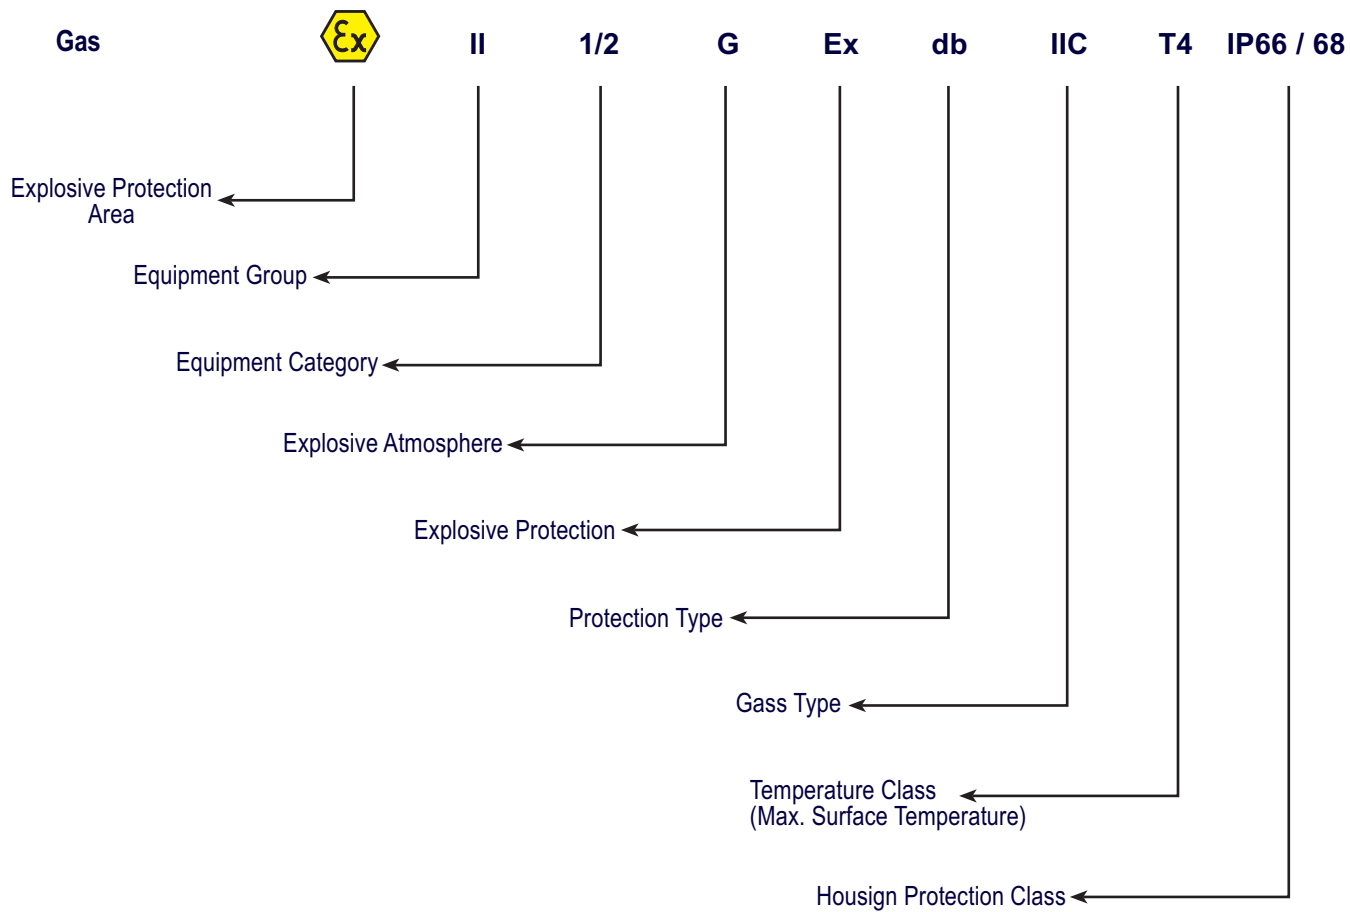 Gas Ex II 1/2 G Ex db IIC T4 IP66 / 68
Explosive Protection
Area
Equipment Group
Equipment Category
Explosive Atmosphere
Explosive Protection
Protection Type
Gass Type
Temperature Class
(Max. Surface Temperature)
Housign Protection Class